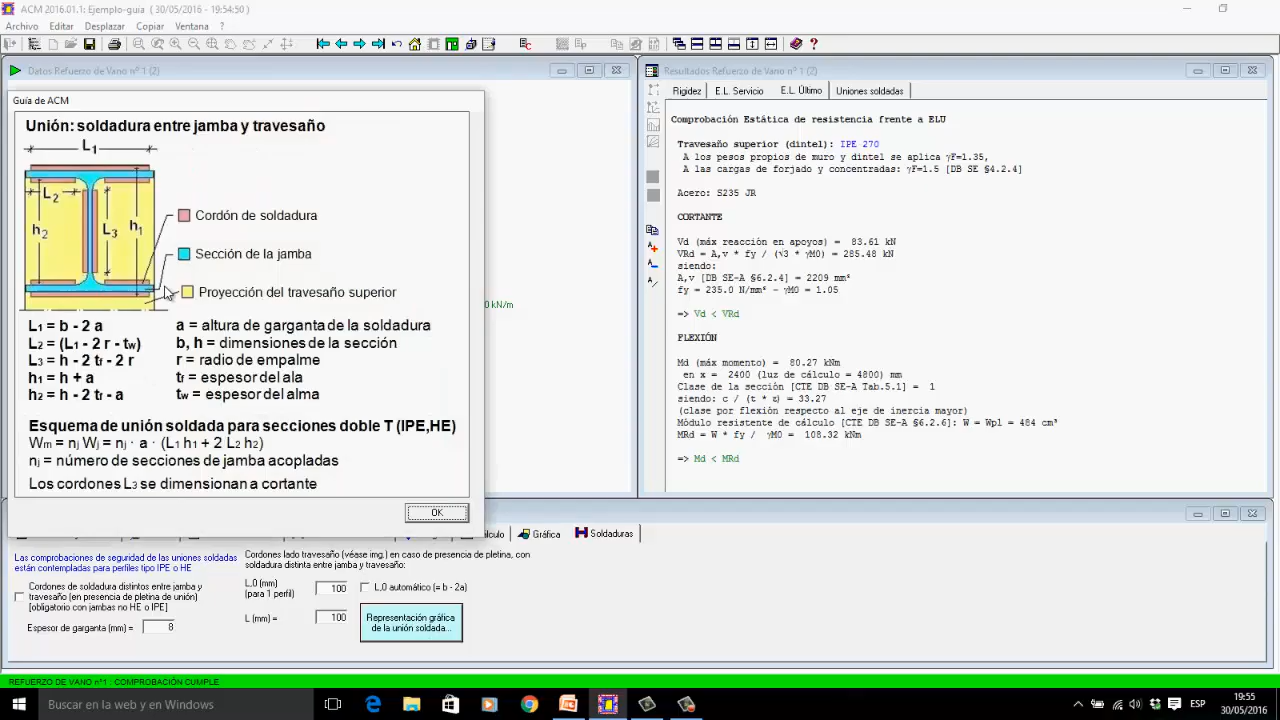 ACM 2016.01.1: Ejemplo-guía - ( 30/05/2016 - 19:54:50 )
Archivo Editar Desplazar Copiar Ventana ?
Datos Refuerzo de Vano nº 1 (2)
Guía de ACM
Unión: soldadura entre jamba y travesaño
L1
L2
h2
L3
h1
Cordón de soldadura
Sección de la jamba
Proyección del travesaño superior
L1 = b - 2 a
a = altura de garganta de la soldadura
L2 = (L1 - 2 r - tw)
b, h = dimensiones de la sección
L3 = h - 2 tf - 2 r
r = radio de empalme
h1 = h + a
tf = espesor del ala
h2 = h - 2 tf - a
tw = espesor del alma
Esquema de unión soldada para secciones doble T (IPE,HE)
Wm = nj Wj = nj · a · (L1 h1 + 2 L2 h2)
nj = número de secciones de jamba acopladas
Los cordones L3 se dimensionan a cortante
OK
0 kN/m
Resultados Refuerzo de Vano nº 1 (2)
Rigidez E.L. Servicio E.L. Último Uniones soldadas
Comprobación Estática de resistencia frente a ELU
Travesaño superior (dintel): IPE 270
A los pesos propios de muro y dintel se aplica γF=1.35,
A las cargas de forjado y concentradas: γF=1.5 [DB SE §4.2.4]
Acero: S235 JR
CORTANTE
Vd (máx reacción en apoyos) = 83.61 kN
VRd = A,v * fy / (√3 * γM0) = 285.48 kN
siendo:
A,v [DB SE-A §6.2.4] = 2209 mm²
fy = 235.0 N/mm² - γM0 = 1.05
=> Vd < VRd
FLEXIÓN
Md (máx momento) = 80.27 kNm
en x = 2400 (luz de cálculo = 4800) mm
Clase de la sección [CTE DB SE-A Tab.5.1] = 1
siendo: c / (t * ε) = 33.27
(clase por flexión respecto al eje de inercia mayor)
Módulo resistente de cálculo [CTE DB SE-A §6.2.6]: W = Wpl = 484 cm³
MRd = W * fy / γM0 = 108.32 kNm
=> Md < MRd
Gráfica Soldaduras
Las comprobaciones de seguridad de las uniones soldadas
están contempladas para perfiles tipo IPE o HE
Cordones de soldadura distintos entre jamba y
travesaño (en presencia de pletina de unión)
[obligatorio con jambas no HE o IPE]
Espesor de garganta (mm) = 8
Cordones lado travesaño (véase img.) en caso de presencia de pletina, con
soldadura distinta entre jamba y travesaño:
L,0 (mm)
(para 1 perfil) 100 L,0 automático (= b - 2a)
L (mm) = 100
Representación gráfica
de la unión soldada...
REFUERZO DE VANO nº1 : COMPROBACIÓN CUMPLE
Buscar en la web y en Windows
ESP
19:55
30/05/2016